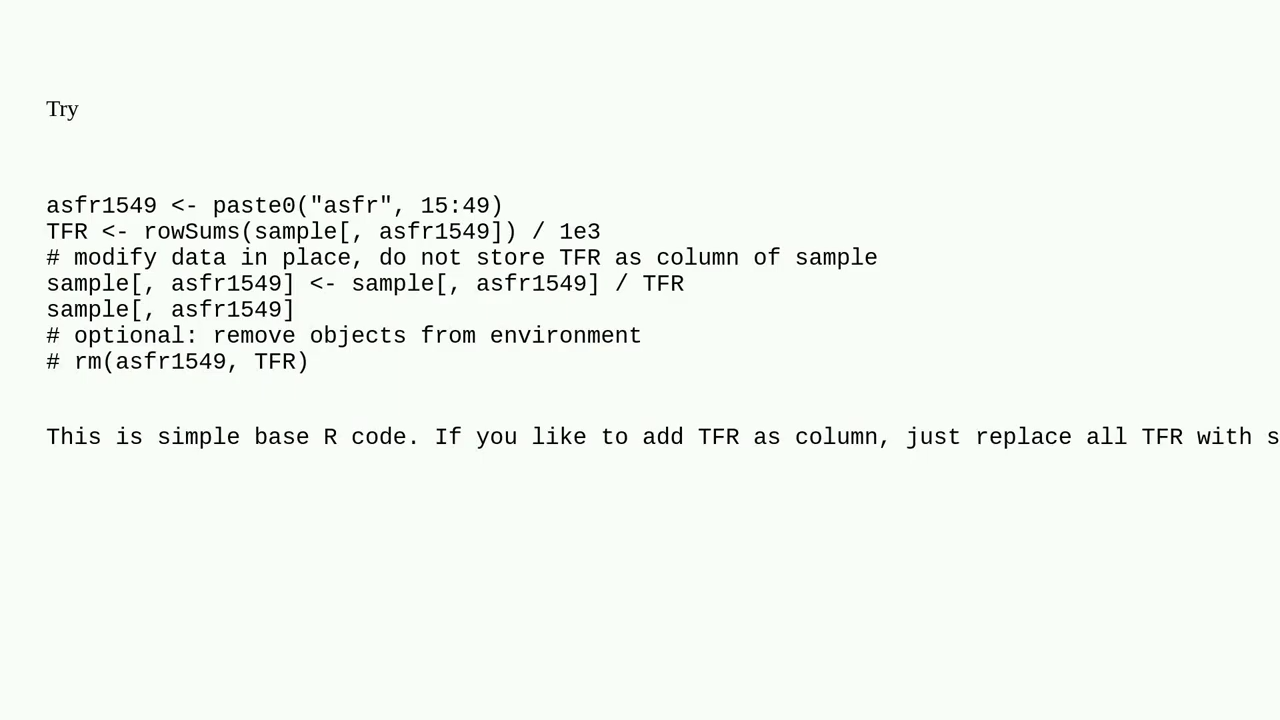 Try
asfr1549 <- paste0("asfr", 15:49)
TFR <- rowSums(sample[, asfr1549]) / 1e3
# modify data in place, do not store TFR as column of sample
sample[, asfr1549] <- sample[, asfr1549] / TFR
sample[, asfr1549]
# optional: remove objects from environment
# rm(asfr1549, TFR)
This is simple base R code. If you like to add TFR as column, just replace all TFR with